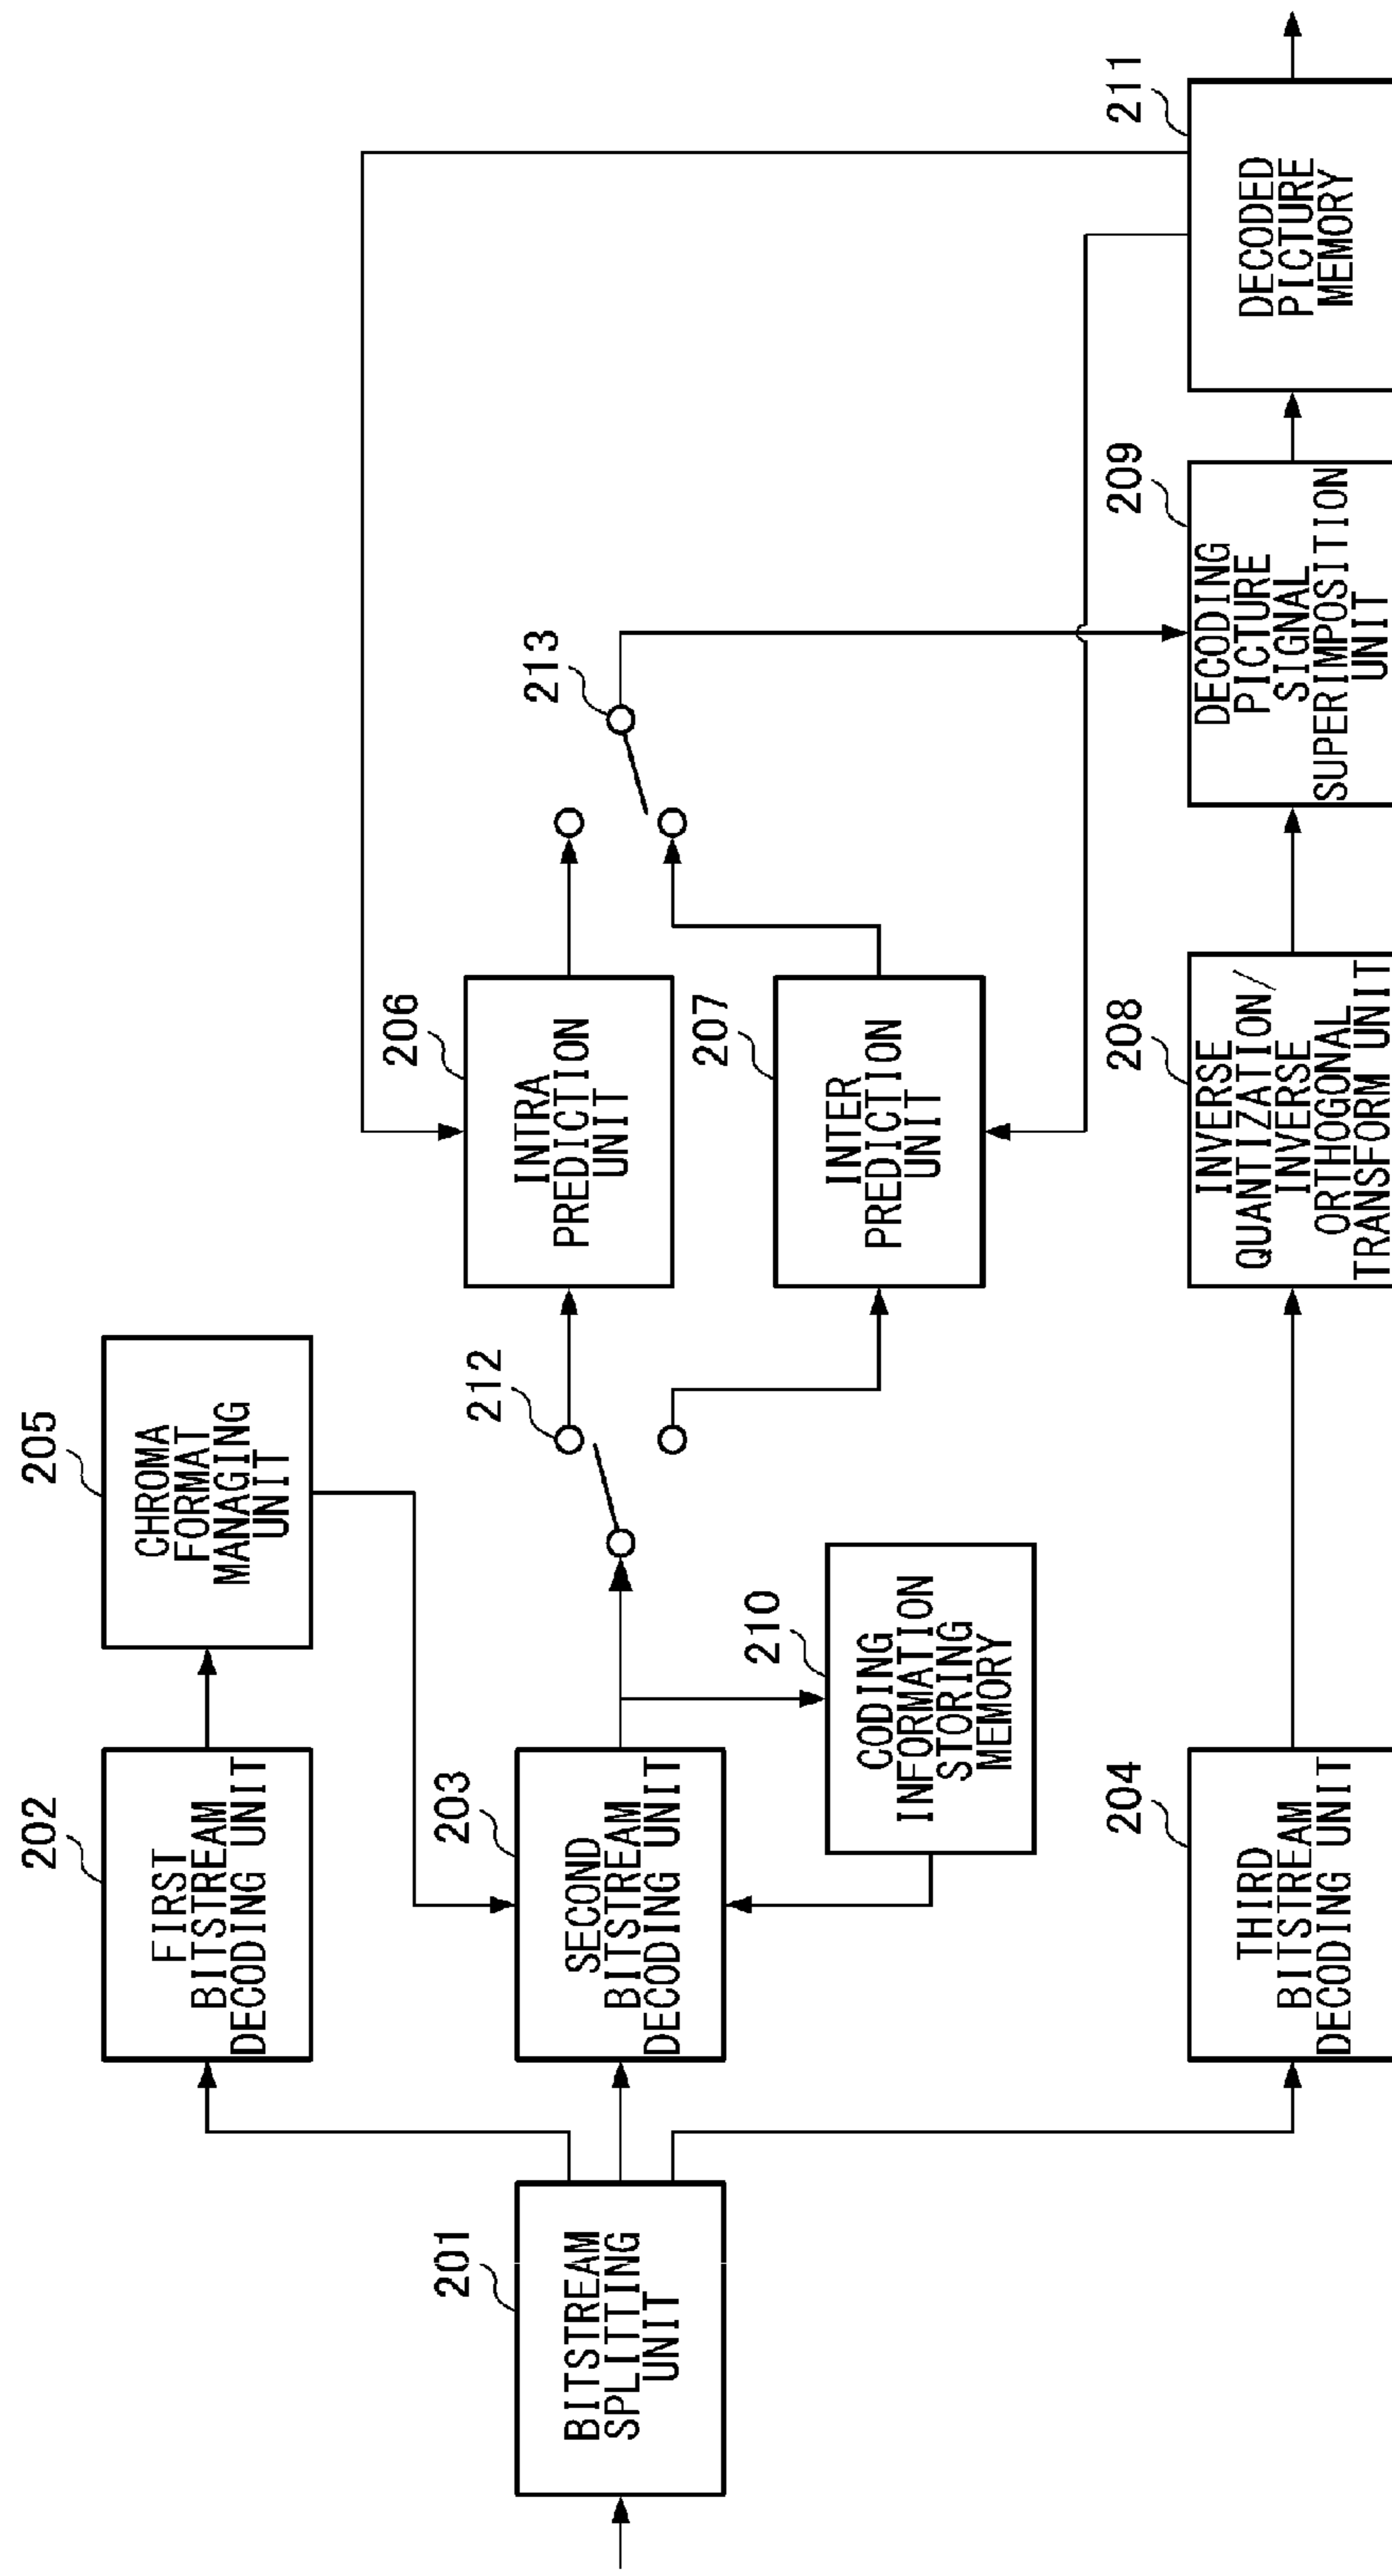 202
FIRST
BITSTREAM
DECODING UNIT
205
CHROMA
FORMAT
MANAGING
UNIT
201
BITSTREAM
SPLITTING
UNIT
203
SECOND
BITSTREAM
DECODING UNIT
210
CODING
INFORMATION
STORING
MEMORY
212
206
INTRA
PREDICTION
UNIT
207
INTER
PREDICTION
UNIT
213
204
THIRD
BITSTREAM
DECODING UNIT
208
INVERSE
QUANTIZATION/
INVERSE
ORTHOGONAL
TRANSFORM UNIT
209
DECODING
PICTURE
SIGNAL
SUPERIMPOSITION
UNIT
211
DECODED
PICTURE
MEMORY